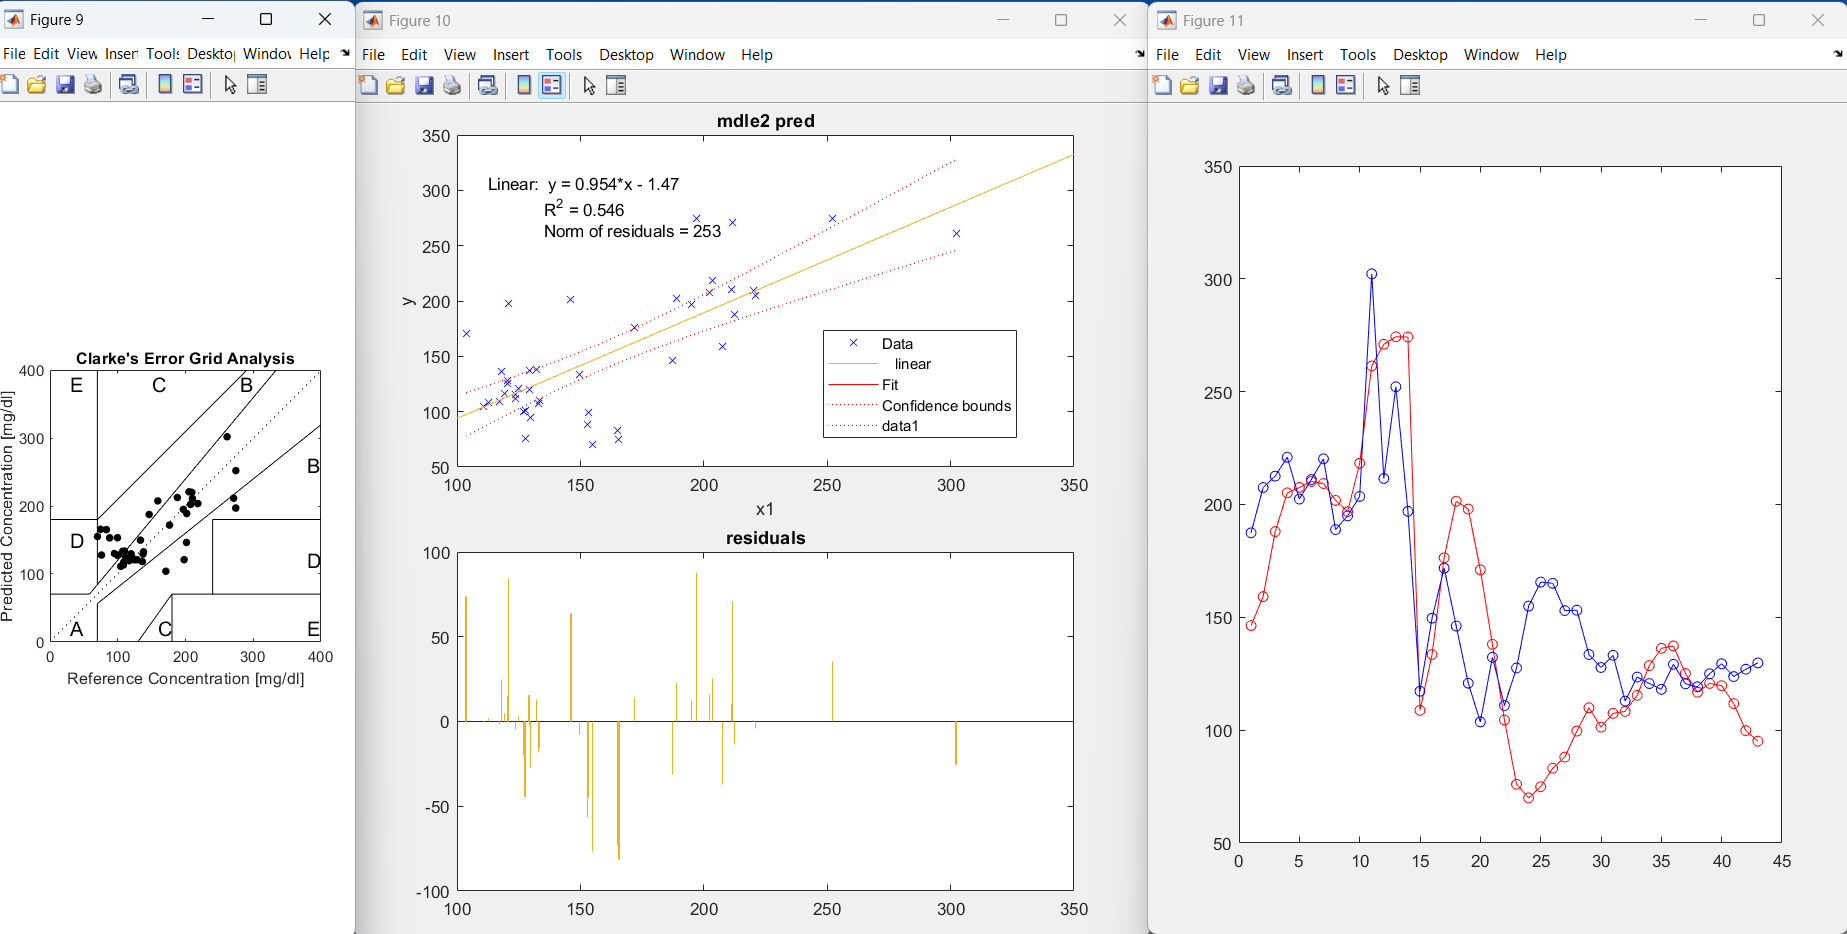 Figure 9
File Edit View Insert Tools Desktop Window Help
Clarke's Error Grid Analysis
Predicted Concentration [mg/dl]
400
300
200
100
0
E C B
B
D
D
A C E
0 100 200 300 400
Reference Concentration [mg/dl]
Figure 10
File Edit View Insert Tools Desktop Window Help
mdle2 pred
y
350
300
250
200
150
100
50
Linear: y = 0.954*x - 1.47
R2 = 0.546
Norm of residuals = 253
Data
linear
Fit
Confidence bounds
data1
100 150 200 250 300 350
x1
residuals
100
50
0
-50
-100
100 150 200 250 300 350
Figure 11
File Edit View Insert Tools Desktop Window Help
350
300
250
200
150
100
50
0 5 10 15 20 25 30 35 40 45